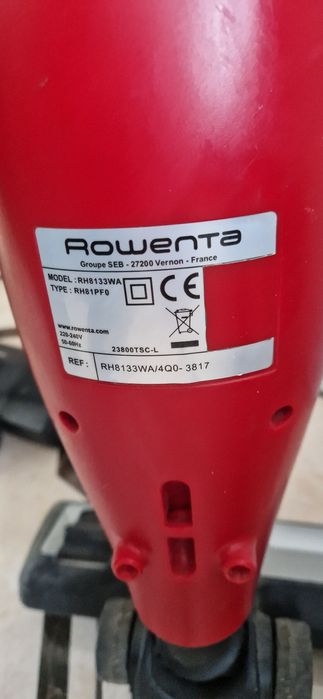 Rowenta
Groupe SEB - 27200 Vernon - France
MODEL : RH8133WA
TYPE : RH81PF0
www.rowenta.com
220-240V
50-60Hz
23800TSC-L
REF : RH8133WA/4Q0- 3817